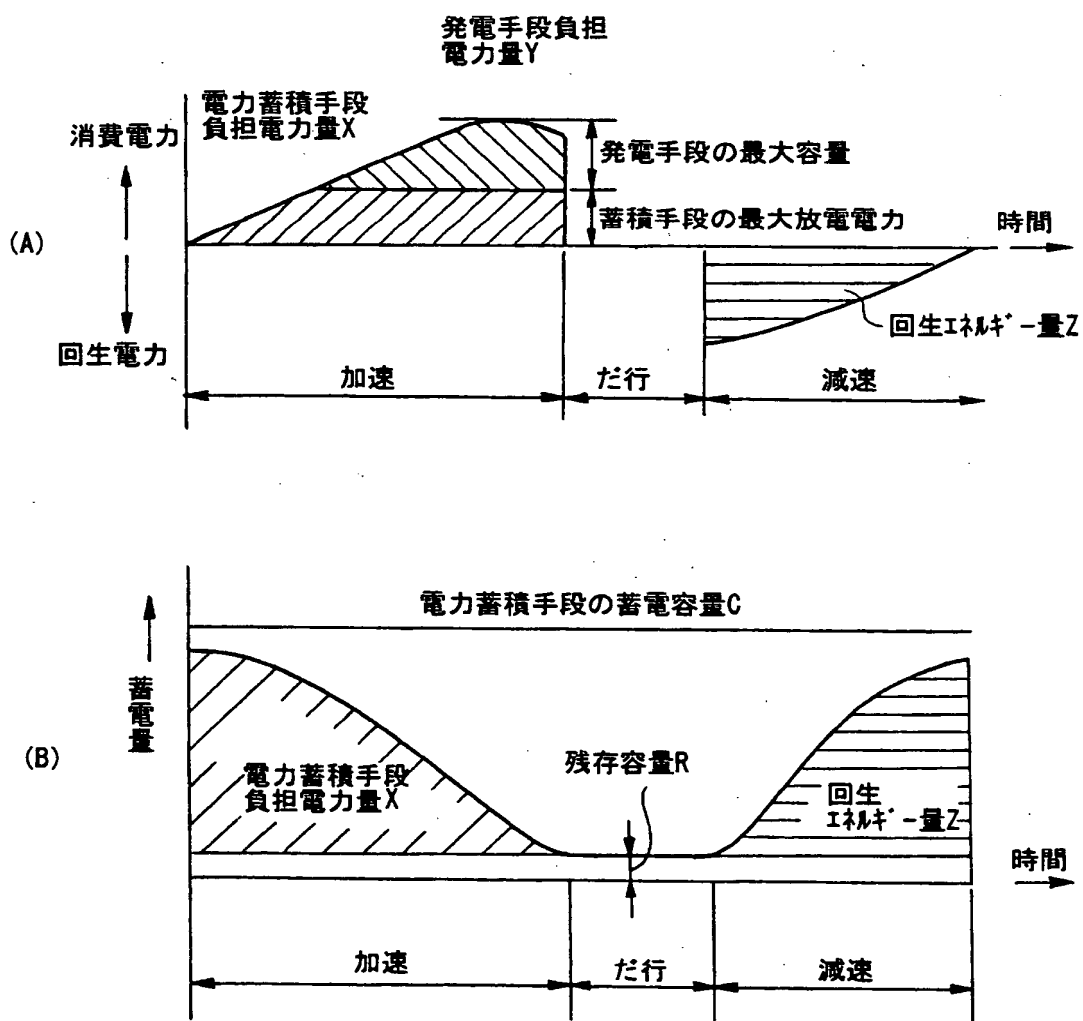 発電手段負担
電力量Y
電力蓄積手段
負担電力量X
消費電力
発電手段の最大容量
蓄積手段の最大放電電力
時間
(A)
回生電力
回生ｴﾈﾙｷﾞｰ量Z
加速
だ行
減速
電力蓄積手段の蓄電容量C
蓄電量
(B)
残存容量R
電力蓄積手段
負担電力量X
回生
ｴﾈﾙｷﾞｰ量Z
時間
加速
だ行
減速